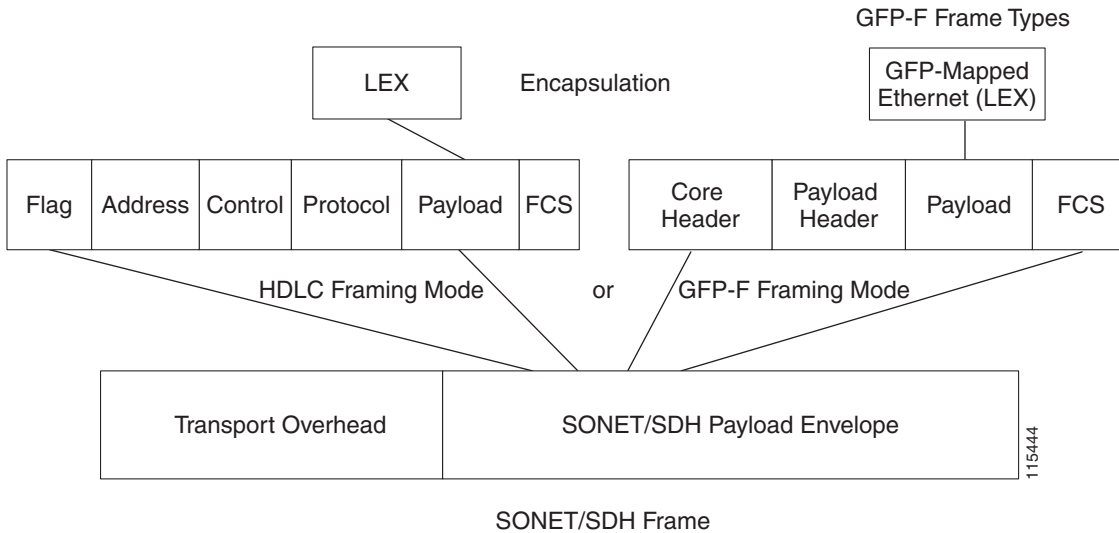 GFP-F Frame Types
LEX
Encapsulation
GFP-Mapped
Ethernet (LEX)
Flag
Address
Control
Protocol
Payload
FCS
Core
Header
Payload
Header
Payload
FCS
HDLC Framing Mode
or
GFP-F Framing Mode
Transport Overhead
SONET/SDH Payload Envelope
115444
SONET/SDH Frame